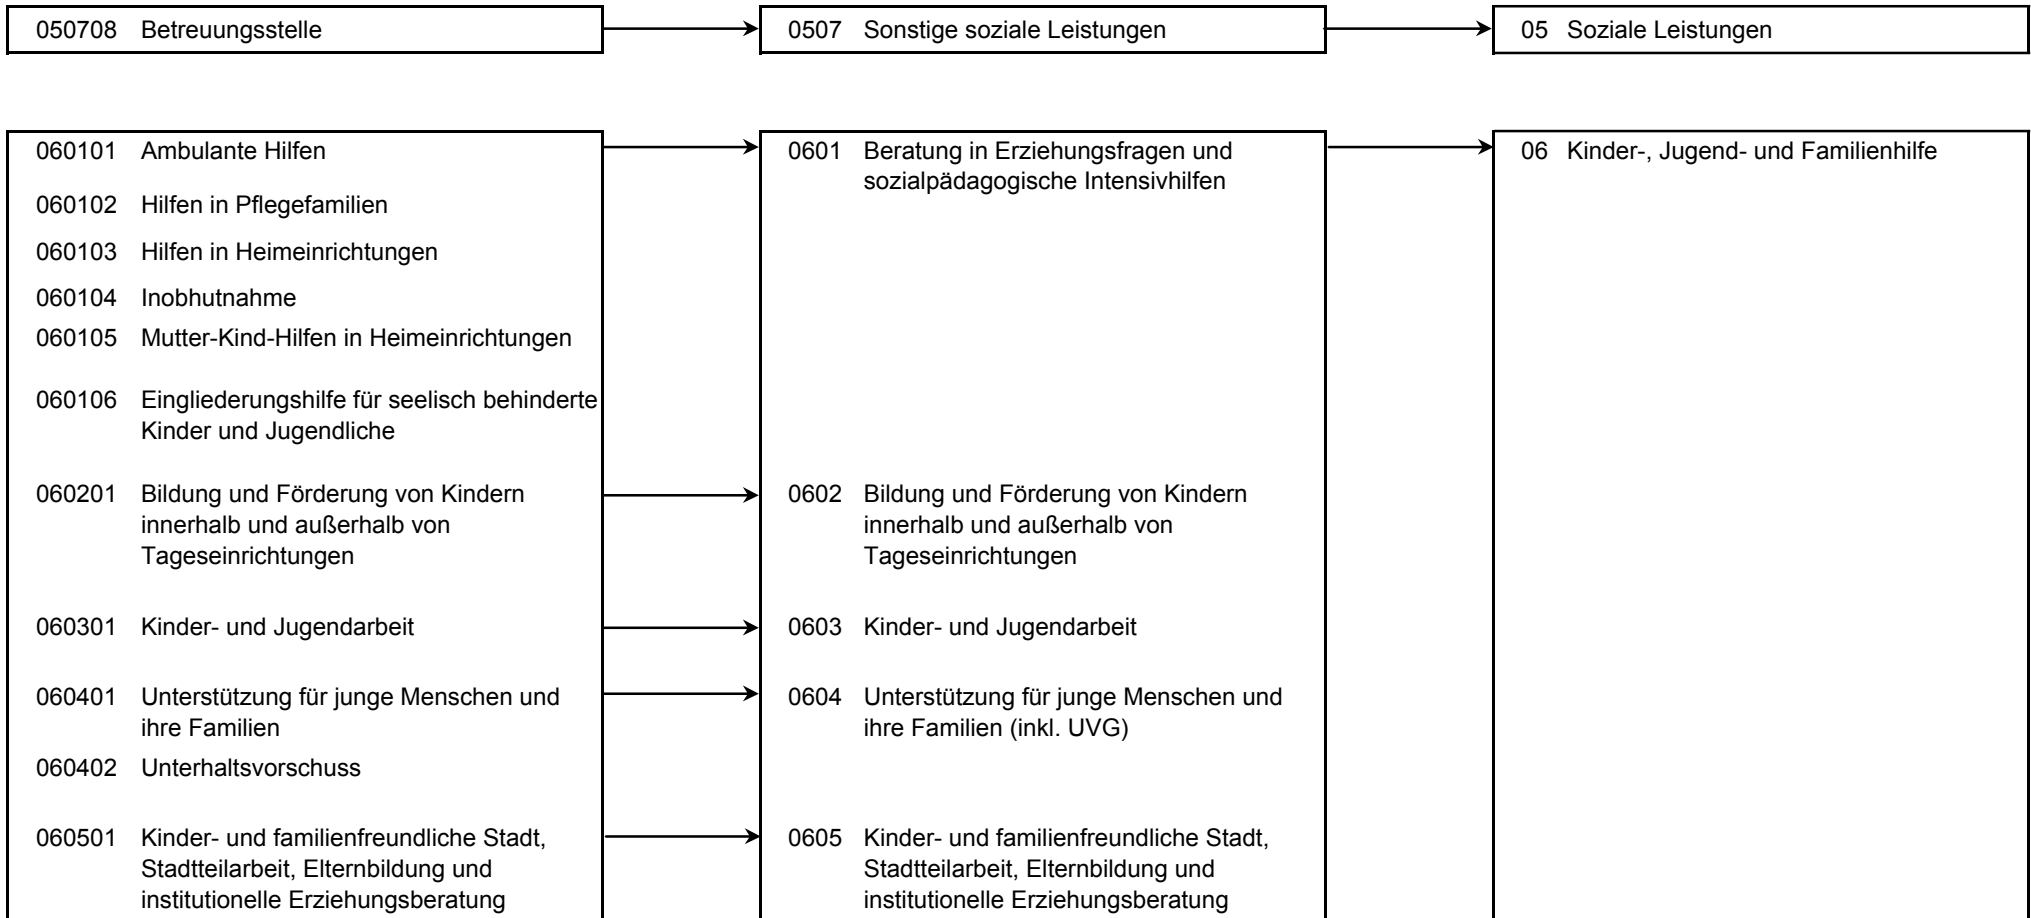 050708 Betreuungsstelle
0507 Sonstige soziale Leistungen
05 Soziale Leistungen
060101 Ambulante Hilfen
060102 Hilfen in Pflegefamilien
060103 Hilfen in Heimeinrichtungen
060104 Inobhutnahme
060105 Mutter-Kind-Hilfen in Heimeinrichtungen
060106 Eingliederungshilfe für seelisch behinderte
Kinder und Jugendliche
060201 Bildung und Förderung von Kindern
innerhalb und außerhalb von
Tageseinrichtungen
060301 Kinder- und Jugendarbeit
060401 Unterstützung für junge Menschen und
ihre Familien
060402 Unterhaltsvorschuss
060501 Kinder- und familienfreundliche Stadt,
Stadtteilarbeit, Elternbildung und
institutionelle Erziehungsberatung
0601 Beratung in Erziehungsfragen und
sozialpädagogische Intensivhilfen
0602 Bildung und Förderung von Kindern
innerhalb und außerhalb von
Tageseinrichtungen
0603 Kinder- und Jugendarbeit
0604 Unterstützung für junge Menschen und
ihre Familien (inkl. UVG)
0605 Kinder- und familienfreundliche Stadt,
Stadtteilarbeit, Elternbildung und
institutionelle Erziehungsberatung
06 Kinder-, Jugend- und Familienhilfe